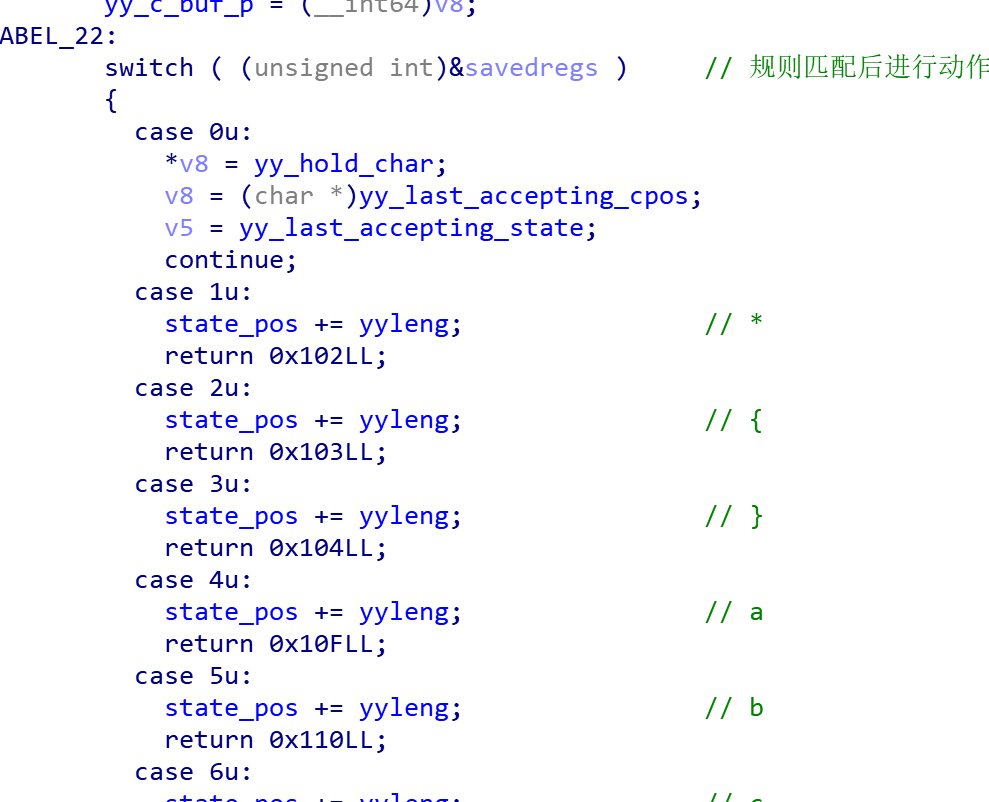 yy_c_buf_p = (__int64)v8;
ABEL_22:
switch ( (unsigned int)&savedregs ) // 规则匹配后进行动作
{
case 0u:
*v8 = yy_hold_char;
v8 = (char *)yy_last_accepting_cpos;
v5 = yy_last_accepting_state;
continue;
case 1u:
state_pos += yyleng; // *
return 0x102LL;
case 2u:
state_pos += yyleng; // {
return 0x103LL;
case 3u:
state_pos += yyleng; // }
return 0x104LL;
case 4u:
state_pos += yyleng; // a
return 0x10FLL;
case 5u:
state_pos += yyleng; // b
return 0x110LL;
case 6u:
state_pos += yyleng; // c